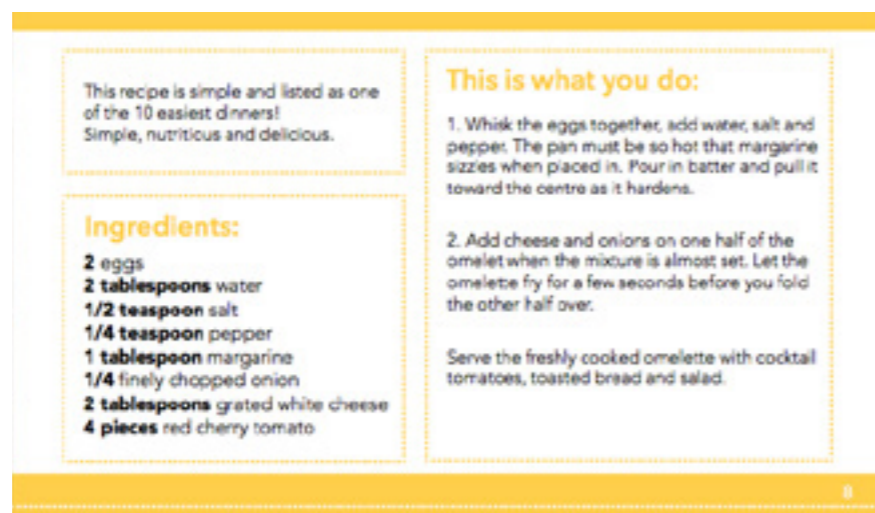 This recipe is simple and listed as one
of the 10 easiest dinners!
Simple, nutritious and delicious.
Ingredients:
2 eggs
2 tablespoons water
1/2 teaspoon salt
1/4 teaspoon pepper
1 tablespoon margarine
1/4 finely chopped onion
2 tablespoons grated white cheese
4 pieces red cherry tomato
This is what you do:
1. Whisk the eggs together, add water, salt and
pepper. The pan must be so hot that margarine
sizzles when placed in. Pour in batter and pull it
toward the centre as it hardens.
2. Add cheese and onions on one half of the
omelet when the mixture is almost set. Let the
omelette fry for a few seconds before you fold
the other half over.
Serve the freshly cooked omelette with cocktail
tomatoes, toasted bread and salad.